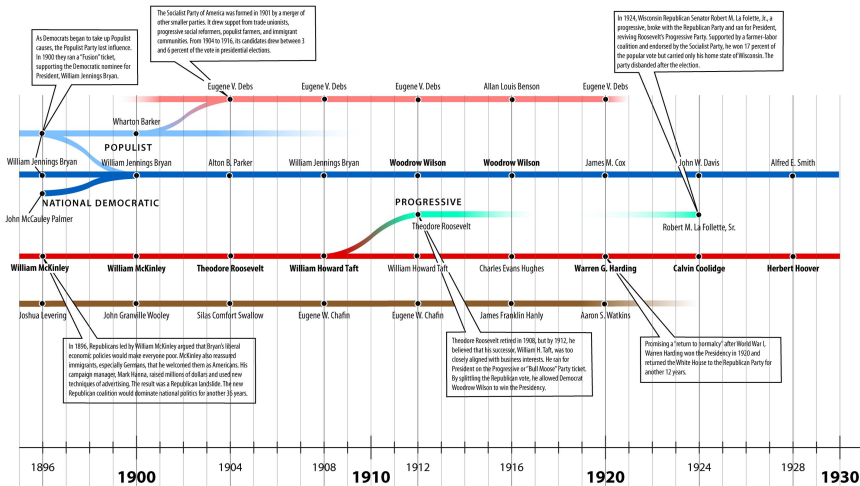 The Socialist Party of America was formed in 1901 by a merger of
other smaller parties. It drew suppot from trade unionists,
progressive social reformers, populist farmers, and immigrant
communities. From 1904 to 1916, its candidates drew between 3
and 6 percent of the vote in presidential elections.
As Democrats began to take up Populist
causes, the Populist Party lost influence.
In 1900 they ran a "Fusion" ticket,
supporting the Democratic nominee for
President, William Jennings Bryan.
In 1924, Wisconsin Republican Senator Robert M. La Folette, Jr., a
progressive, broke with the Republican Party and ran for President,
reviving Roosevelt's Progressive Party. Supported by a farmer-labor
coalition and endorsed by the Socialist Party, he won 17 percent of
the popular vote but carried only his home state of Wisconsin. The
party disbanded after the election.
Eugene V. Debs Eugene V. Debs Eugene V. Debs Allan Louis Benson Eugene V. Debs
Wharton Barker
POPULIST
William Jennings Bryan William Jennings Bryan Alton B. Parker William Jennings Bryan Woodrow Wilson Woodrow Wilson James M. Cox John W. Davis Alfred E. Smith
NATIONAL DEMOCRATIC
John McCauley Palmer
PROGRESSIVE
Theodore Roosevelt
Robert M. La Follette, Sr.
William McKinley William McKinley Theodore Roosevelt William Howard Taft William Howard Taft Charles Evans Hughes Warren G. Harding Calvin Coolidge Herbert Hoover
Joshua Levering John Granville Wooley Silas Comfort Swallow Eugene W. Chafin Eugene W. Chafin James Franklin Hanly Aaron S. Watkins
In 1896, Republicans led by William McKinley argued that Bryan's liberal
economic policies would make everyone poor. McKinley also reassured
immigrants, especially Germans, that he welcomed them as Americans. His
campaign manager, Mark Hanna, raised millions of dollars and used new
techniques of advertising. The result was a Republican landslide. The new
Republican coalition would dominate national politics for another 36 years.
Theodore Roosevelt retired in 1908, but by 1912, he
believed that his successor, William H. Taft, was too
closely aligned with business interests. He ran for
President on the Progressive or "Bull Moose" Party ticket.
By splitting the Republican vote, he allowed Democrat
Woodrow Wilson to win the Presidency.
Promising a "return to normalcy" after World War I,
Warren Harding won the Presidency in 1920 and
returned the White House to the Republican Party for
another 12 years.
1896 1900 1904 1908 1910 1912 1916 1920 1924 1928 1930